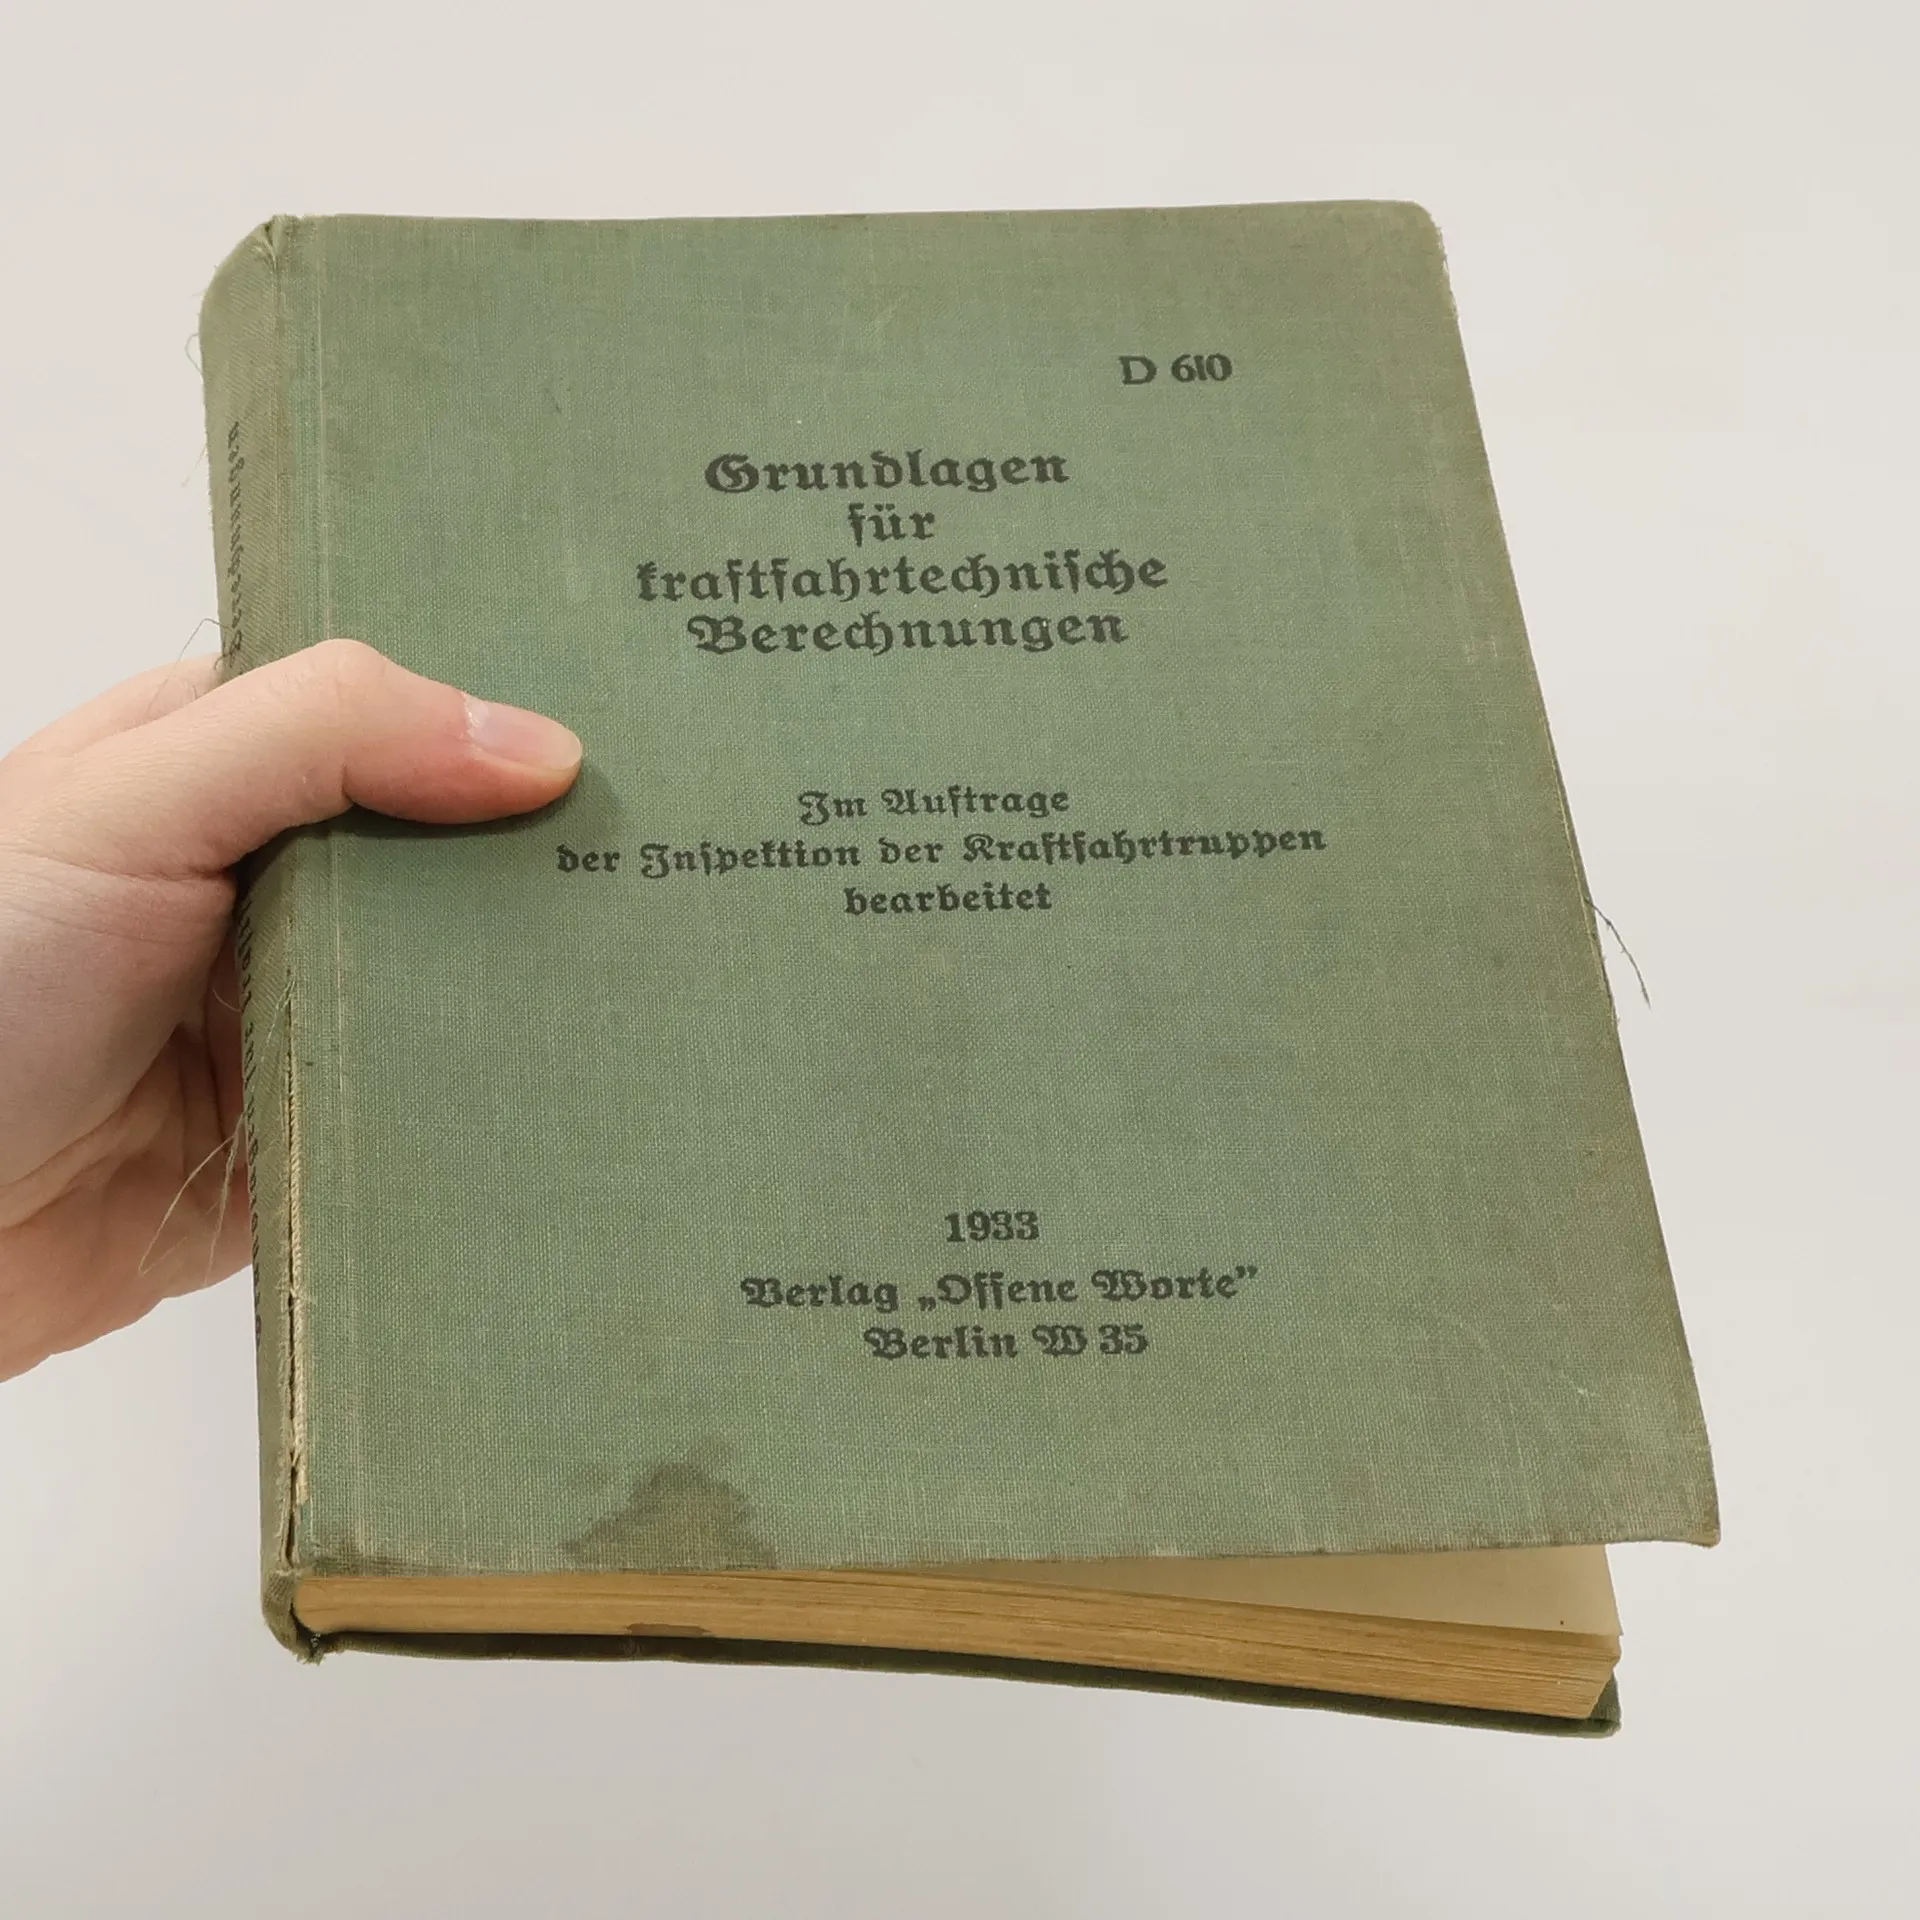 D 610
Grundlagen
für
kraftfahrtechnische
Berechnungen
Im Auftrage
der Inspektion der Kraftfahrtruppen
bearbeitet
1933
Verlag „Offene Worte”
Berlin W 35